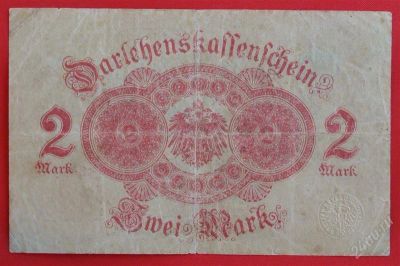 Darlehenskassenschein
2 2
Mark Mark
Zwei Mark